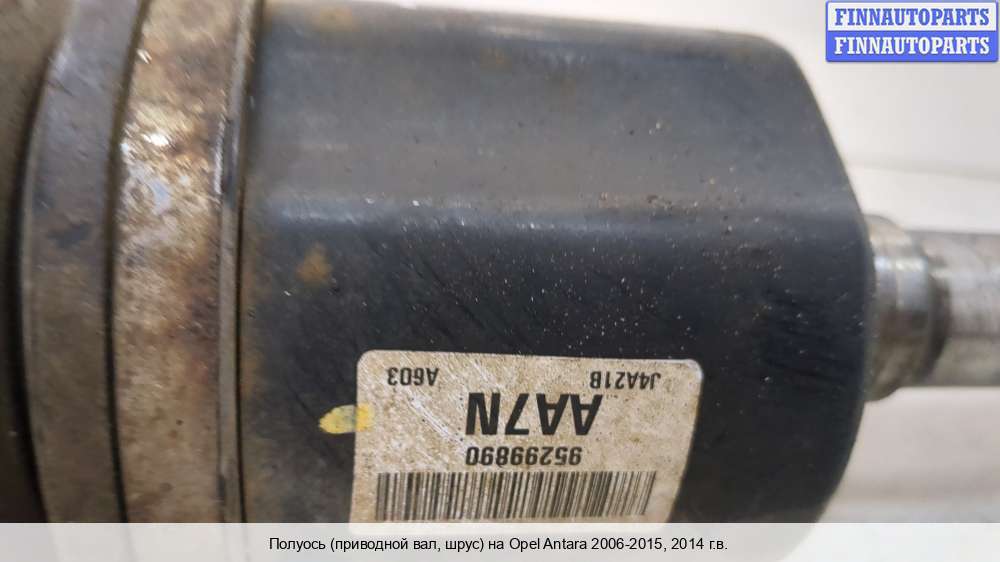 FINNAUTOPARTS
FINNAUTOPARTS
J4A21B A603
AA7N
95299890
Полуось (приводной вал, шрус) на Opel Antara 2006-2015, 2014 г.в.